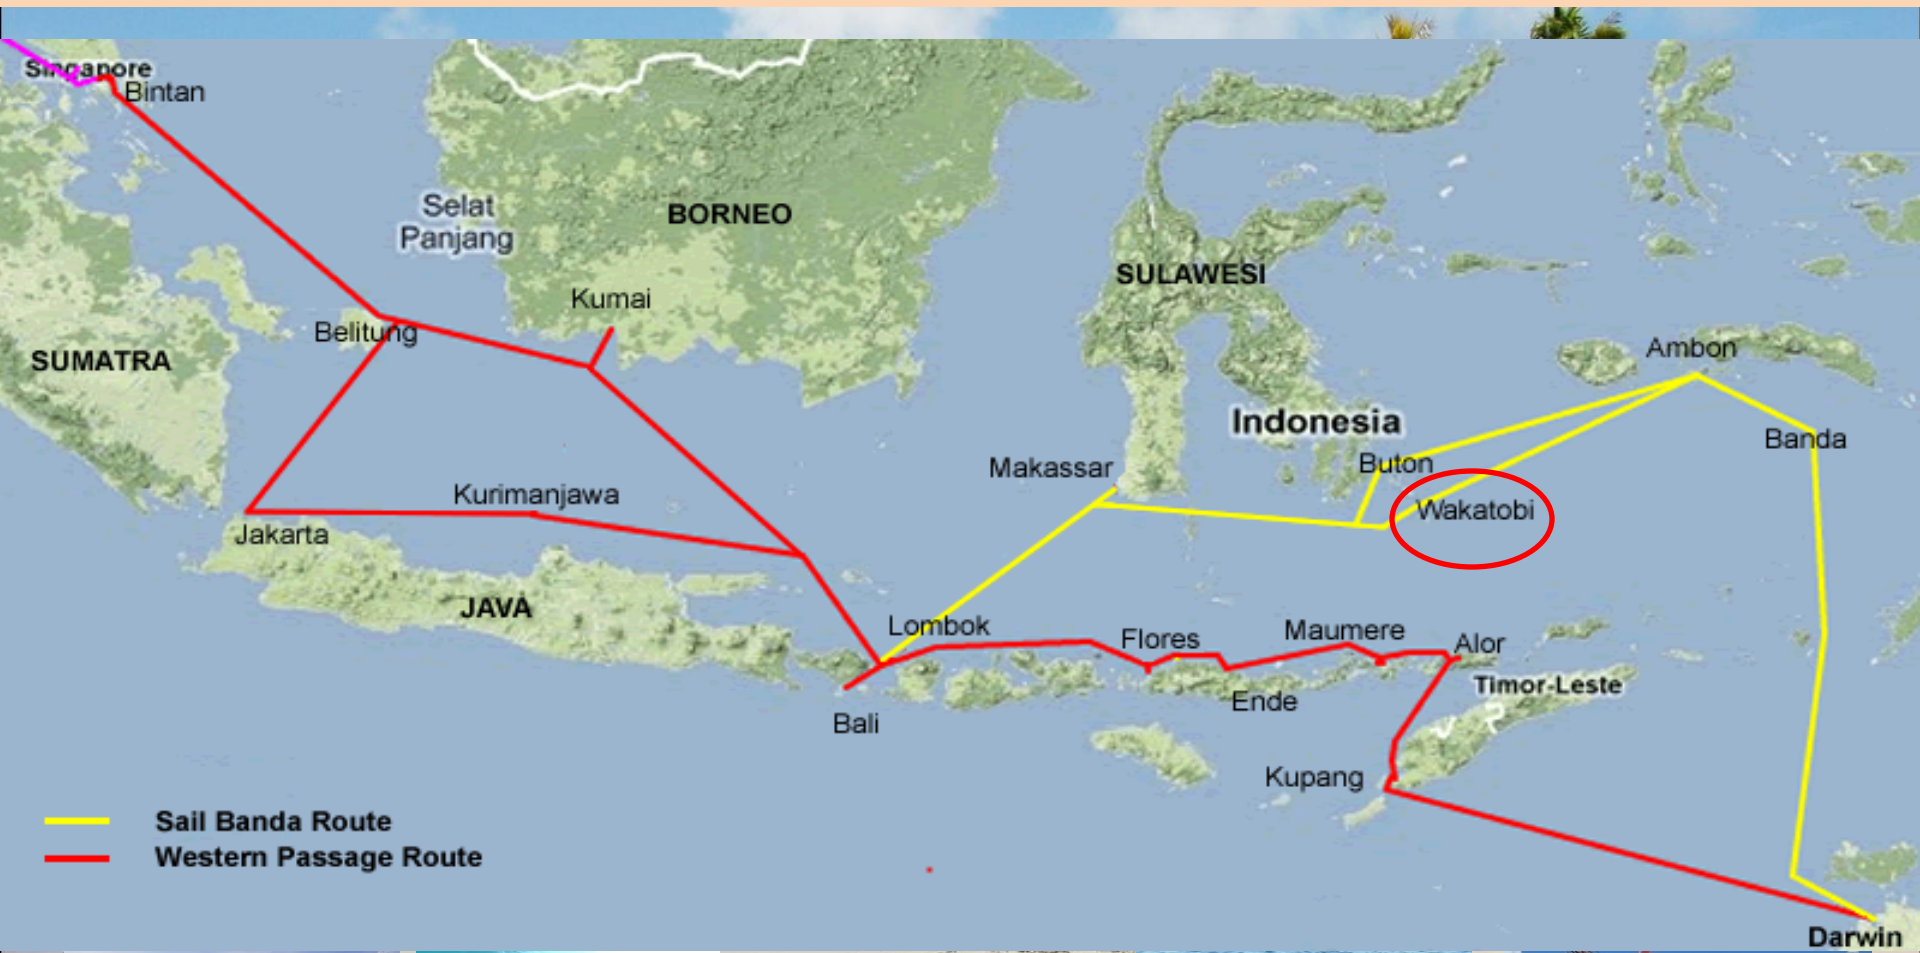 Singapore
Bintan
Selat
Panjang
BORNEO
Kumai
SULAWESI
Belitung
SUMATRA
Ambon
Indonesia
Banda
Buton
Makassar
Kurimanjawa
Wakatobi
Jakarta
JAVA
Lombok
Flores
Maumere
Alor
Timor-Leste
Ende
Bali
Kupang
Sail Banda Route
Western Passage Route
Darwin